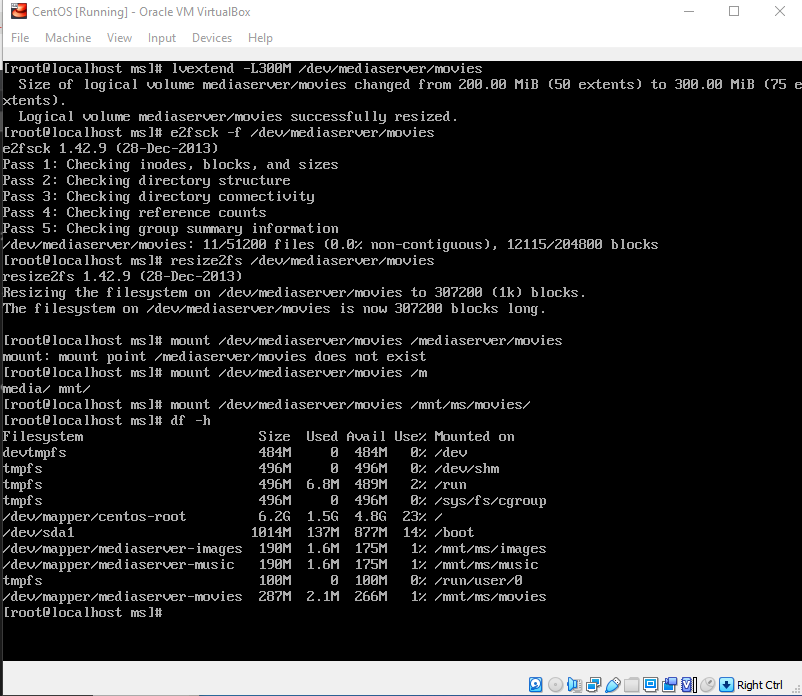 CentOS [Running] - Oracle VM VirtualBox
File Machine View Input Devices Help
[root@localhost ms]# lvextend -L300M /dev/mediaserver/movies
  Size of logical volume mediaserver/movies changed from 200.00 MiB (50 extents) to 300.00 MiB (75 e
xtents).
  Logical volume mediaserver/movies successfully resized.
[root@localhost ms]# e2fsck -f /dev/mediaserver/movies
e2fsck 1.42.9 (28-Dec-2013)
Pass 1: Checking inodes, blocks, and sizes
Pass 2: Checking directory structure
Pass 3: Checking directory connectivity
Pass 4: Checking reference counts
Pass 5: Checking group summary information
/dev/mediaserver/movies: 11/51200 files (0.0% non-contiguous), 12115/204800 blocks
[root@localhost ms]# resize2fs /dev/mediaserver/movies
resize2fs 1.42.9 (28-Dec-2013)
Resizing the filesystem on /dev/mediaserver/movies to 307200 (1k) blocks.
The filesystem on /dev/mediaserver/movies is now 307200 blocks long.
[root@localhost ms]# mount /dev/mediaserver/movies /mediaserver/movies
mount: mount point /mediaserver/movies does not exist
[root@localhost ms]# mount /dev/mediaserver/movies /m
media/ mnt/
[root@localhost ms]# mount /dev/mediaserver/movies /mnt/ms/movies/
[root@localhost ms]# df -h
Filesystem                      Size  Used Avail Use% Mounted on
devtmpfs                        484M     0  484M   0% /dev
tmpfs                           496M     0  496M   0% /dev/shm
tmpfs                           496M  6.8M  489M   2% /run
tmpfs                           496M     0  496M   0% /sys/fs/cgroup
/dev/mapper/centos-root         6.2G  1.5G  4.8G  23% /
/dev/sda1                      1014M  137M  877M  14% /boot
/dev/mapper/mediaserver-images  190M  1.6M  175M   1% /mnt/ms/images
/dev/mapper/mediaserver-music   190M  1.6M  175M   1% /mnt/ms/music
tmpfs                           100M     0  100M   0% /run/user/0
/dev/mapper/mediaserver-movies  287M  2.1M  266M   1% /mnt/ms/movies
[root@localhost ms]#
Right Ctrl